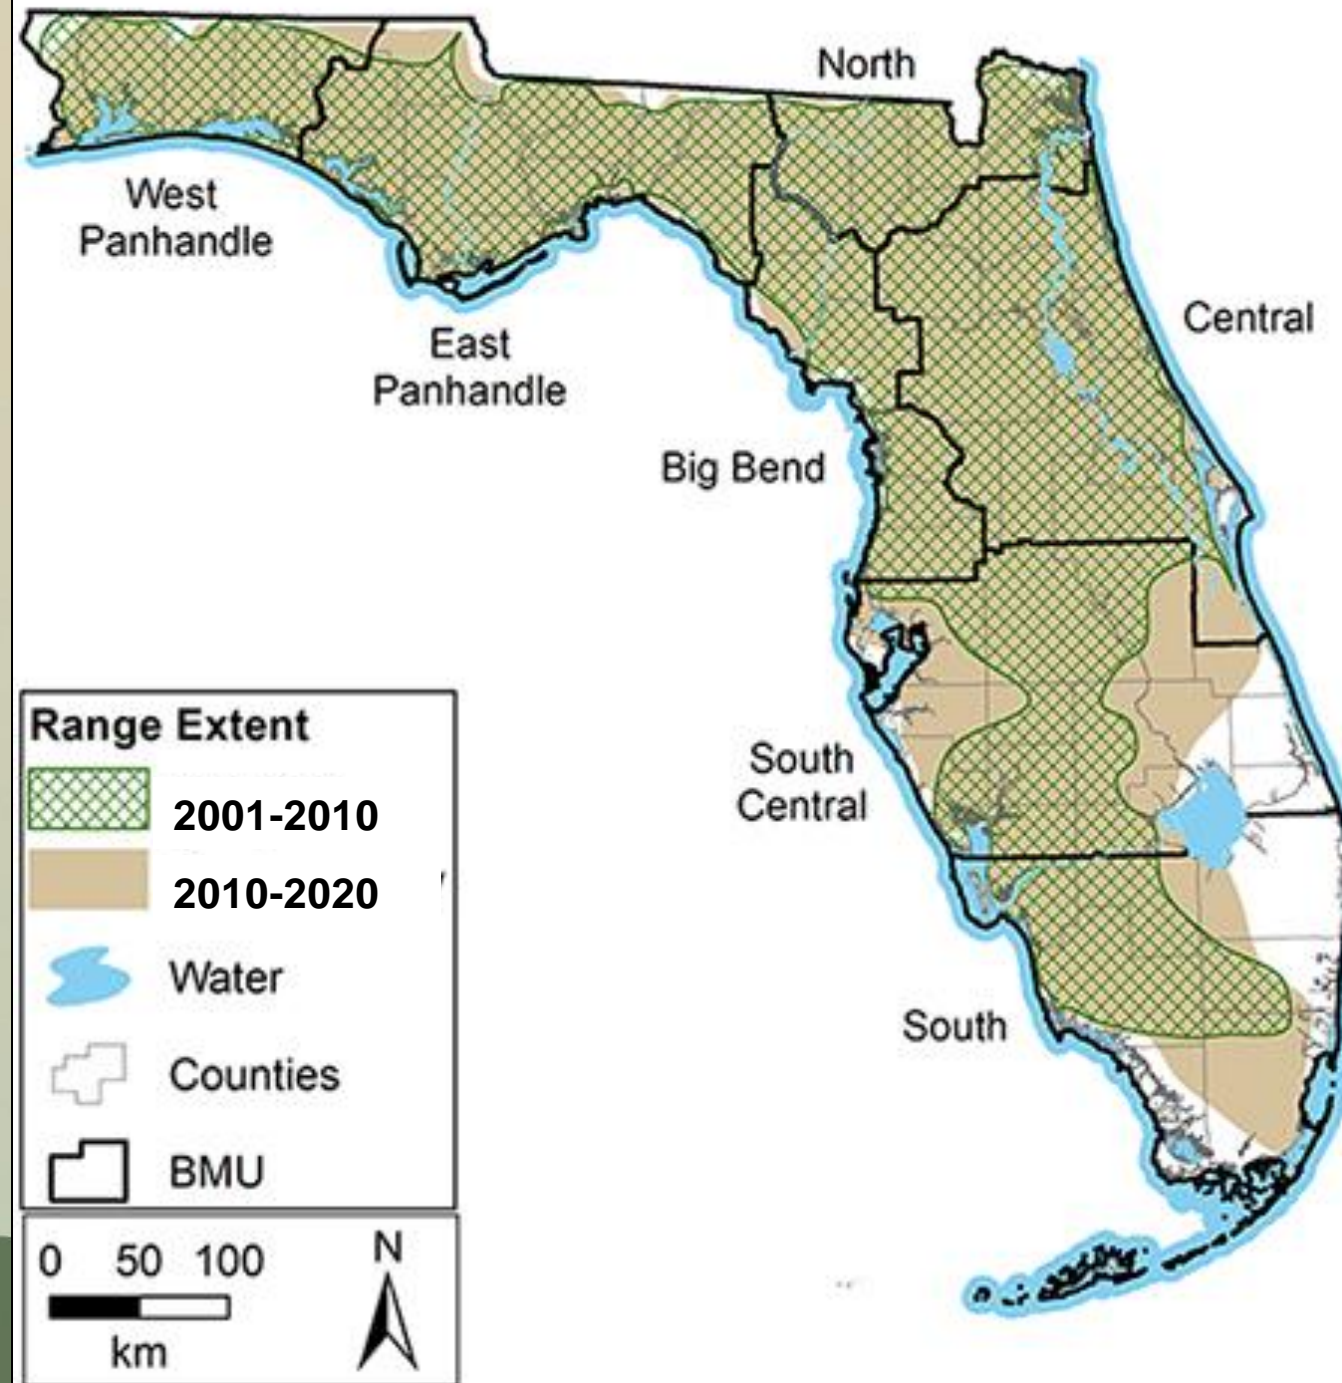 North
West
Panhandle
Central
East
Panhandle
Big Bend
Range Extent
2001-2010
2010-2020
Water
Counties
BMU
South
Central
South
0 50 100
km
N